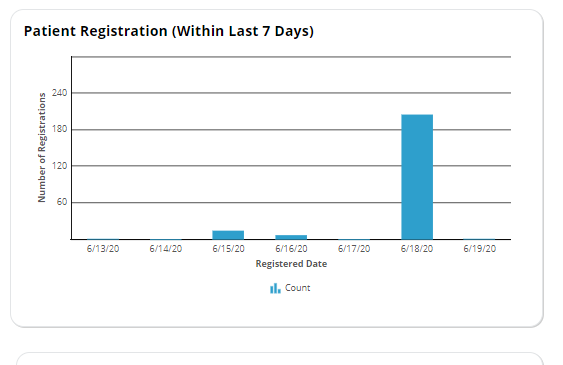 Patient Registration (Within Last 7 Days)
Number of Registrations
240
180
120
60
6/13/20 6/14/20 6/15/20 6/16/20 6/17/20 6/18/20 6/19/20
Registered Date
Count